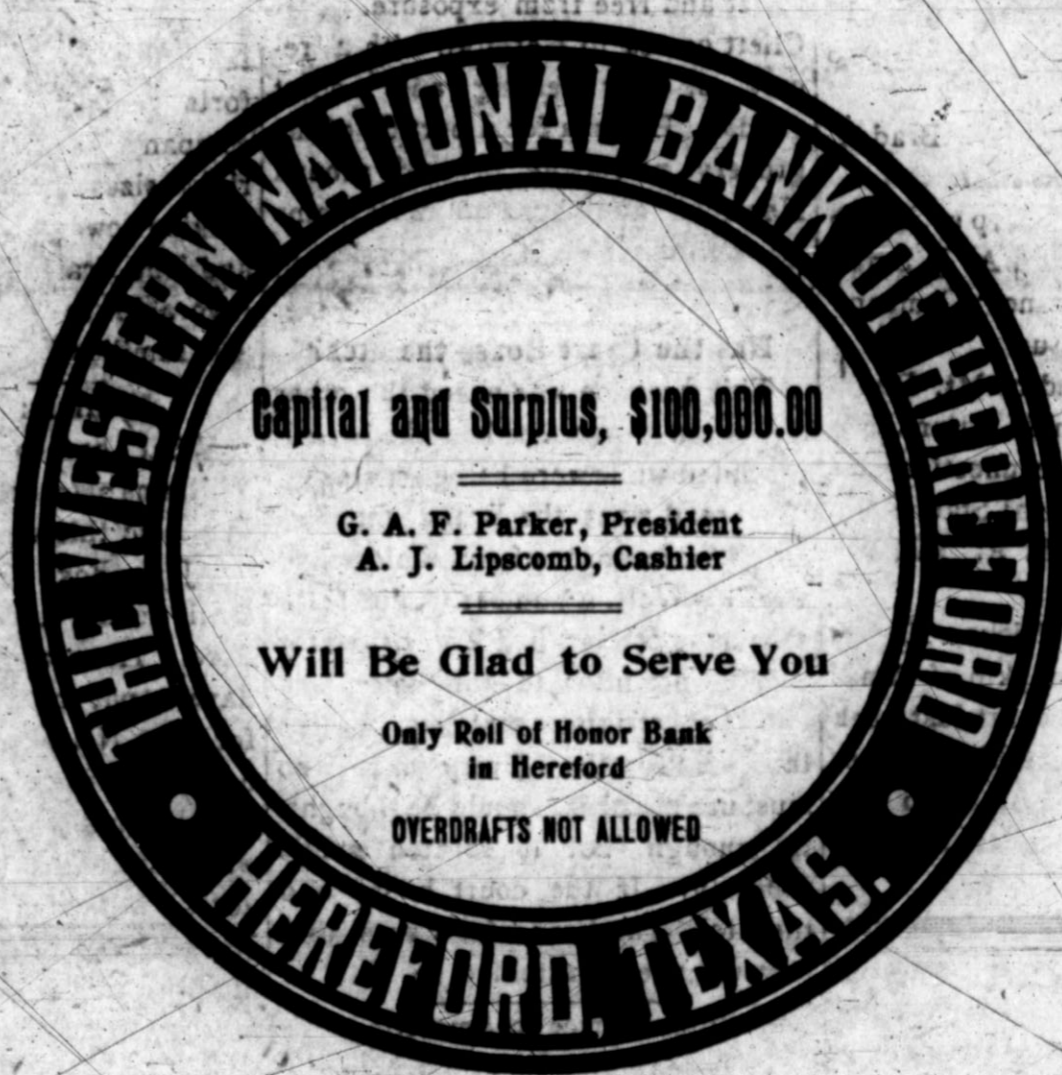 THE WESTERN NATIONAL BANK OF HEREFORD
Capital and Surplus, $100,000.00
G. A. F. Parker, President
A. J. Lipscomb, Cashier
Will Be Glad to Serve You
Only Roll of Honor Bank
in Hereford
OVERDRAFTS NOT ALLOWED
HEREFORD, TEXAS.